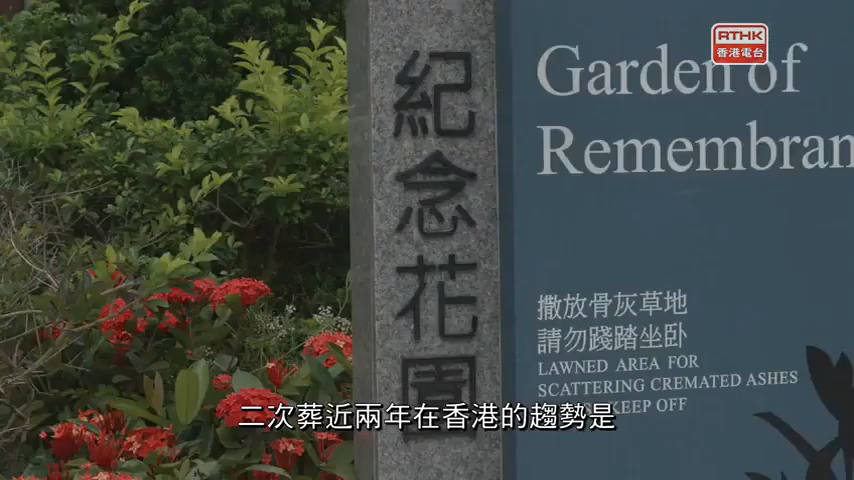 RTHK
香港電台
紀念花園
Garden of
Remembran
撒放骨灰草地
請勿踐踏坐卧
LAWNED AREA FOR
SCATTERING CREMATED ASHES
KEEP OFF
二次葬近兩年在香港的趨勢是